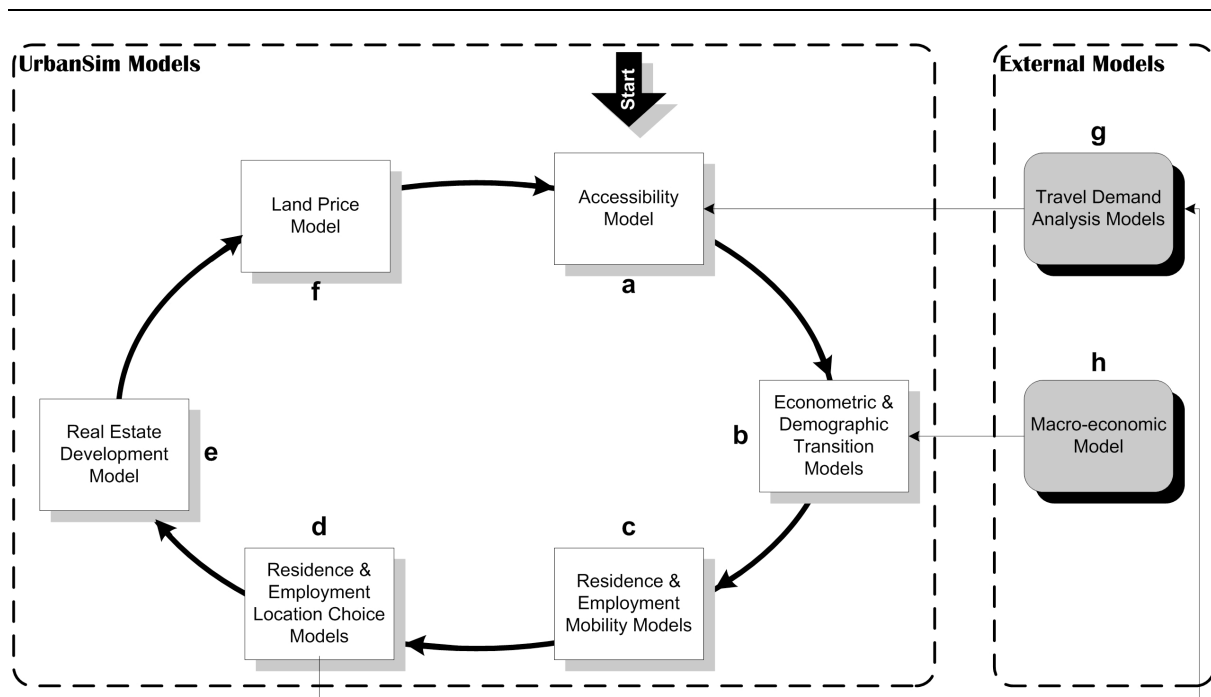 UrbanSim Models
External Models
Start
g
Land Price
Model
Accessibility
Model
Travel Demand
Analysis Models
f
a
h
Real Estate
Development
Model
e
b
Econometric &
Demographic
Transition
Models
Macro-economic
Model
d
c
Residence &
Employment
Location Choice
Models
Residence &
Employment
Mobility Models